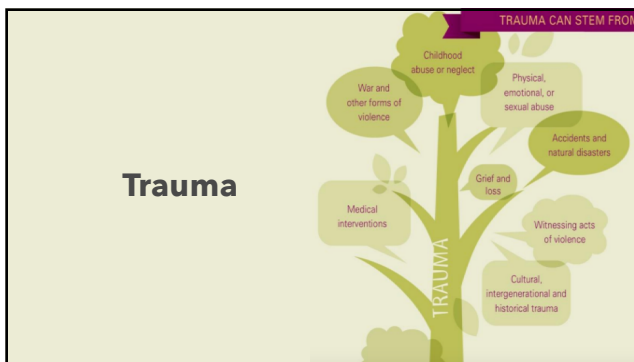 TRAUMA CAN STEM FROM
Childhood
abuse or neglect
War and
other forms of
violence
Physical,
emotional, or
sexual abuse
Accidents and
natural disasters
Trauma
Grief and
loss
Medical
interventions
Witnessing acts
of violence
Cultural,
intergenerational and
historical trauma
TRAUMA